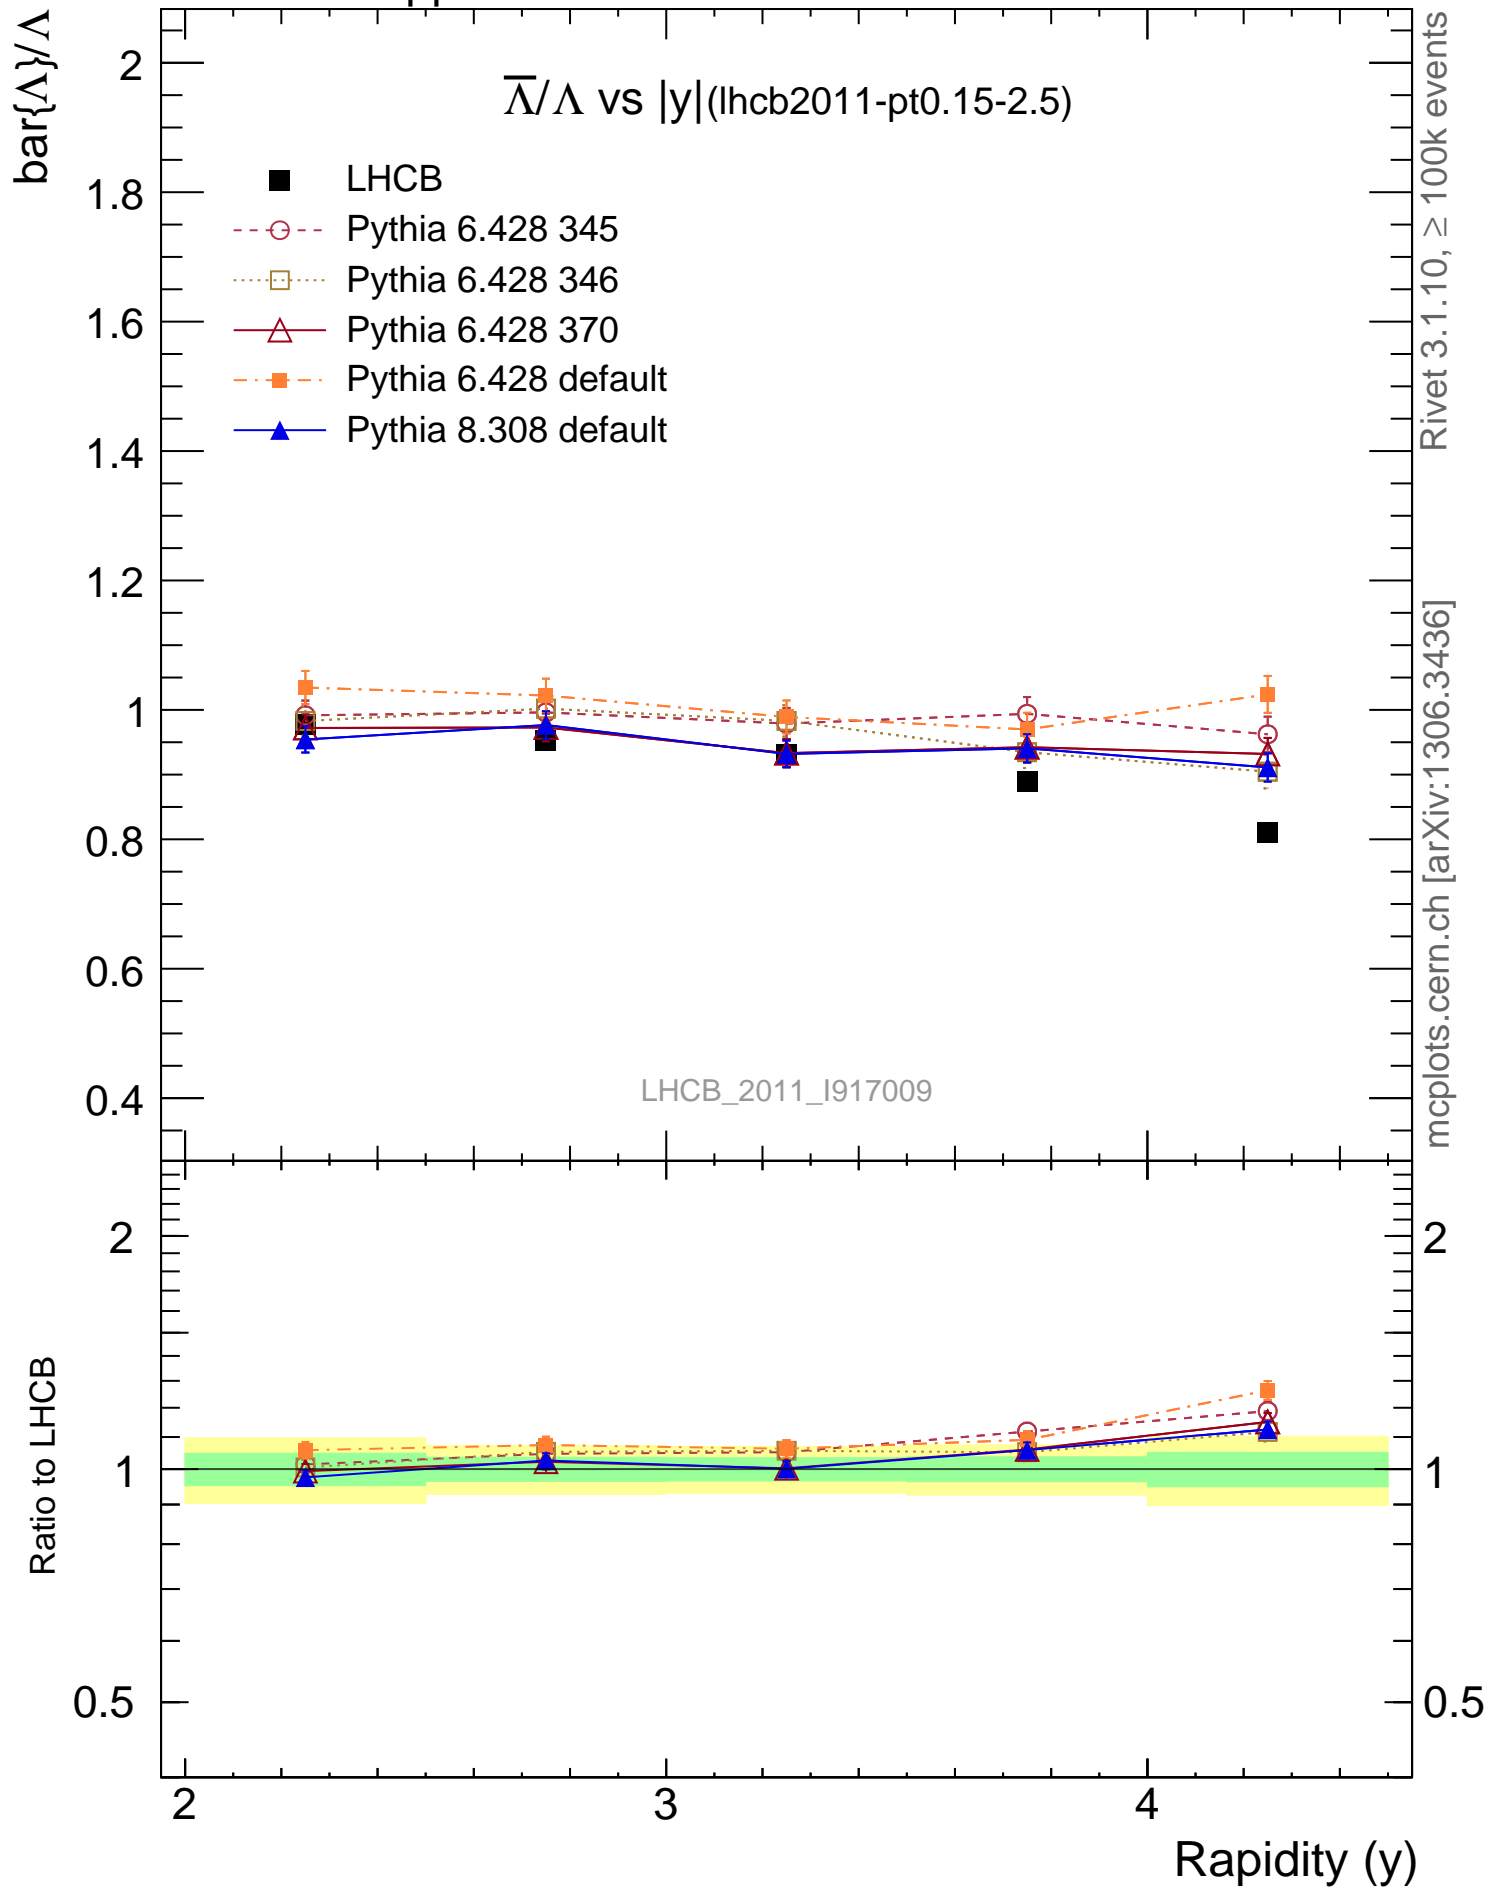 bar{Λ}/Λ
Λ̅/Λ vs |y|(lhcb2011-pt0.15-2.5)
LHCB
Pythia 6.428 345
Pythia 6.428 346
Pythia 6.428 370
Pythia 6.428 default
Pythia 8.308 default
2
1.8
1.6
1.4
1.2
1
0.8
0.6
0.4
LHCB_2011_I917009
Rivet 3.1.10, ≥ 100k events
mcplots.cern.ch [arXiv:1306.3436]
Ratio to LHCB
2
1
0.5
2
1
0.5
2 3 4
Rapidity (y)